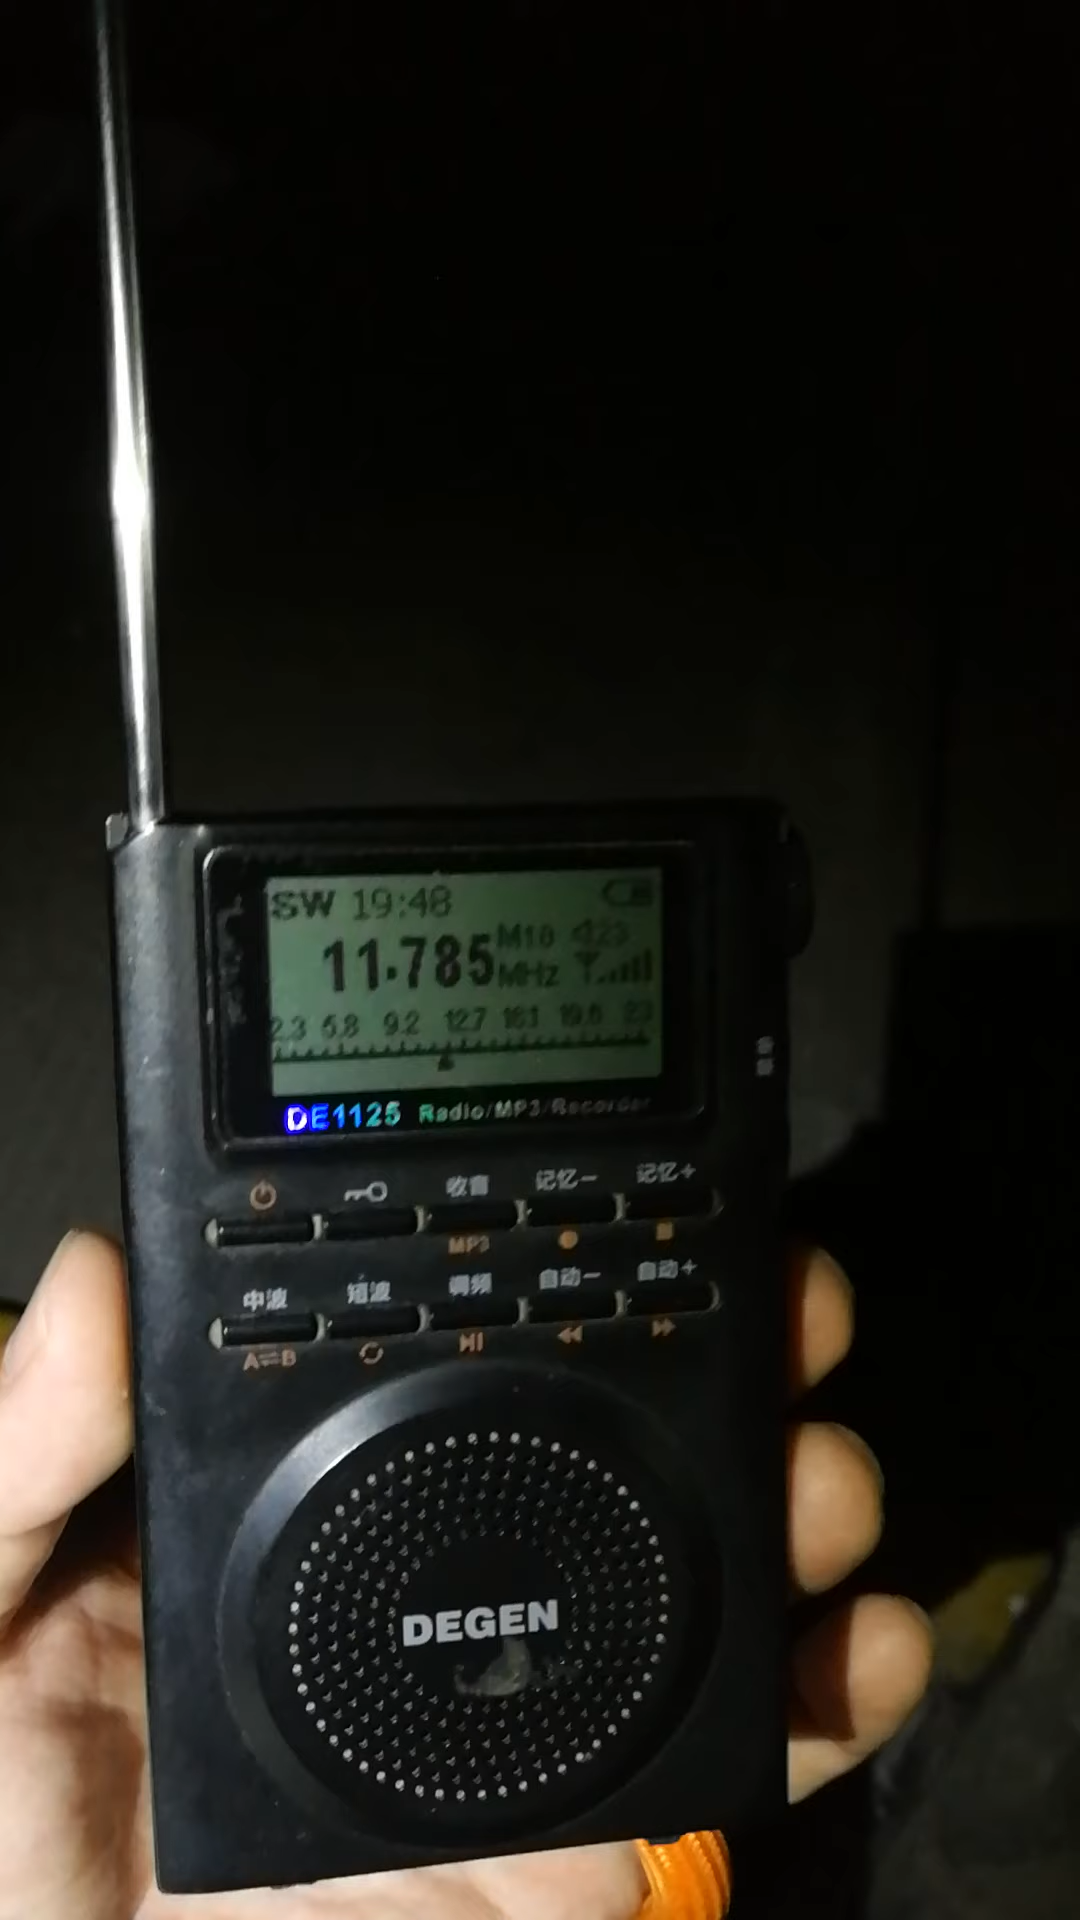 SW 19:48
11.785 MHz M10 23
2.3 5.8 9.2 12.7 16.1 19.6 23
DE1125 Radio/MP3/Recorder
收音 记忆- 记忆+
MP3
中波 短波 调频 自动- 自动+
A⇌B
DEGEN